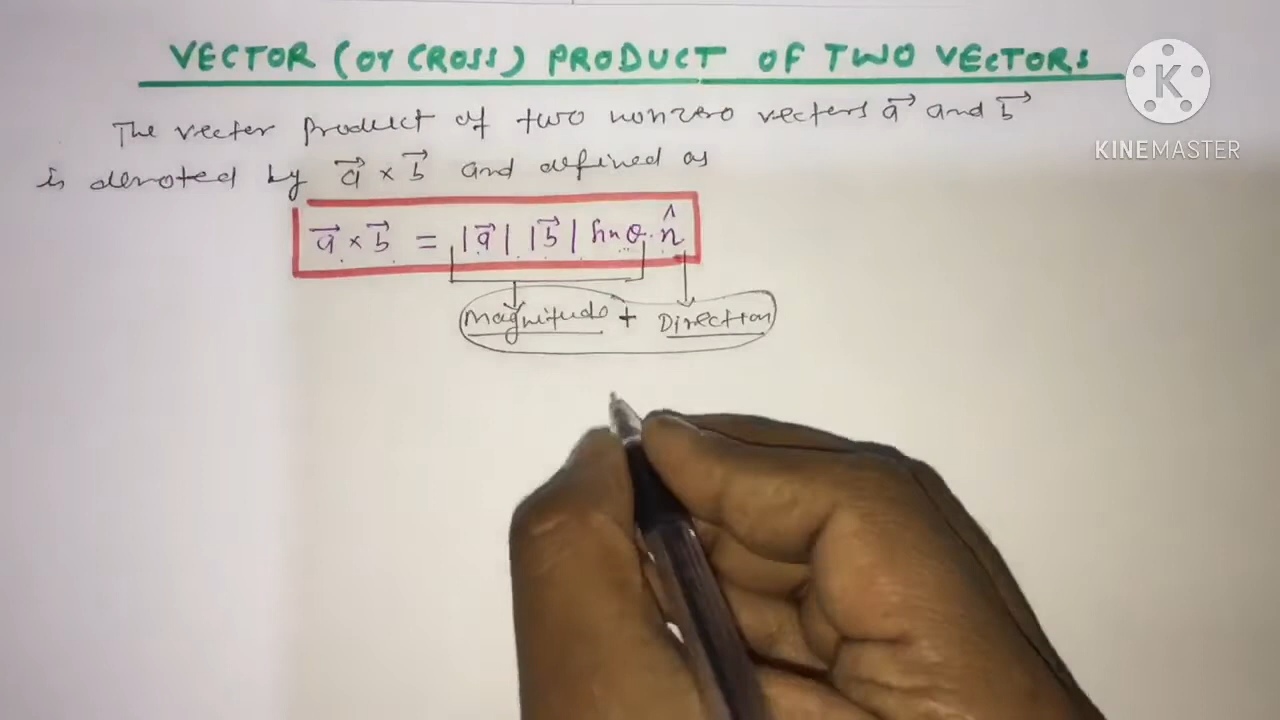 VECTOR (or CROSS) PRODUCT OF TWO VECTORS
K
KINEMASTER
The vector product of two nonzero vectors a⃗ and b⃗
is denoted by a⃗ × b⃗ and defined as
a⃗ × b⃗ = |a⃗| |b⃗| sinθ. n̂
Magnitude + Direction